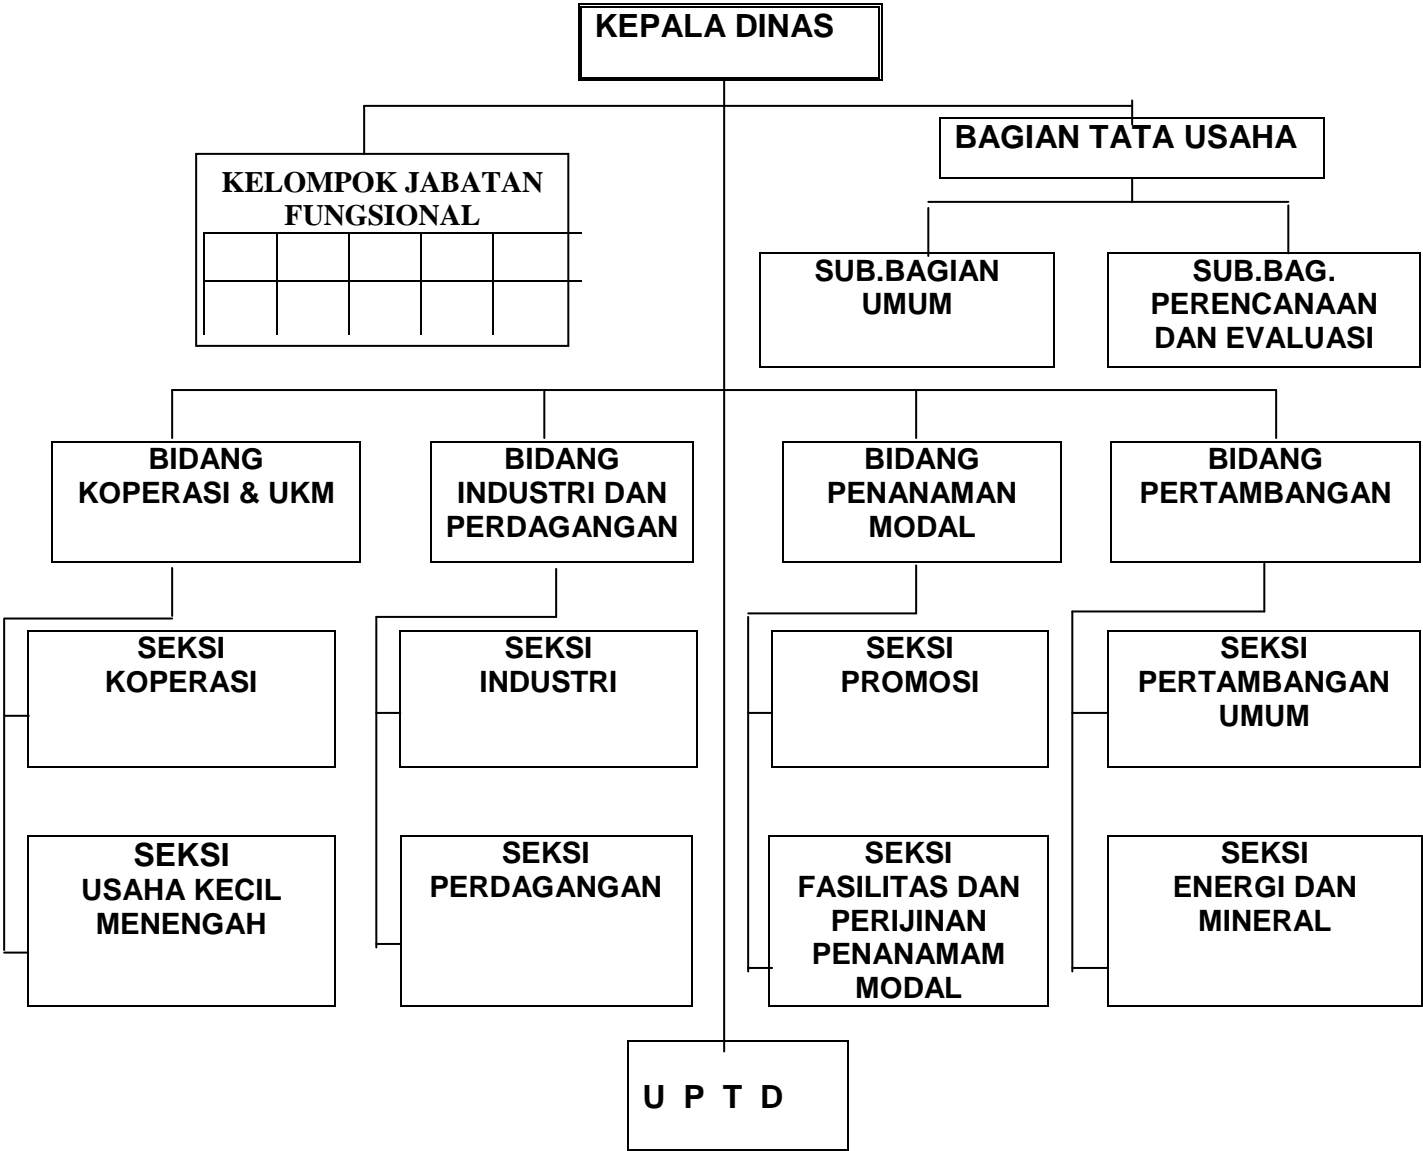 KEPALA DINAS
BAGIAN TATA USAHA
KELOMPOK JABATAN
FUNGSIONAL
SUB.BAGIAN
UMUM
SUB.BAG.
PERENCANAAN
DAN EVALUASI
BIDANG
KOPERASI & UKM
BIDANG
INDUSTRI DAN
PERDAGANGAN
BIDANG
PENANAMAN
MODAL
BIDANG
PERTAMBANGAN
SEKSI
KOPERASI
SEKSI
INDUSTRI
SEKSI
PROMOSI
SEKSI
PERTAMBANGAN
UMUM
SEKSI
USAHA KECIL
MENENGAH
SEKSI
PERDAGANGAN
SEKSI
FASILITAS DAN
PERIJINAN
PENANAMAM
MODAL
SEKSI
ENERGI DAN
MINERAL
U P T D